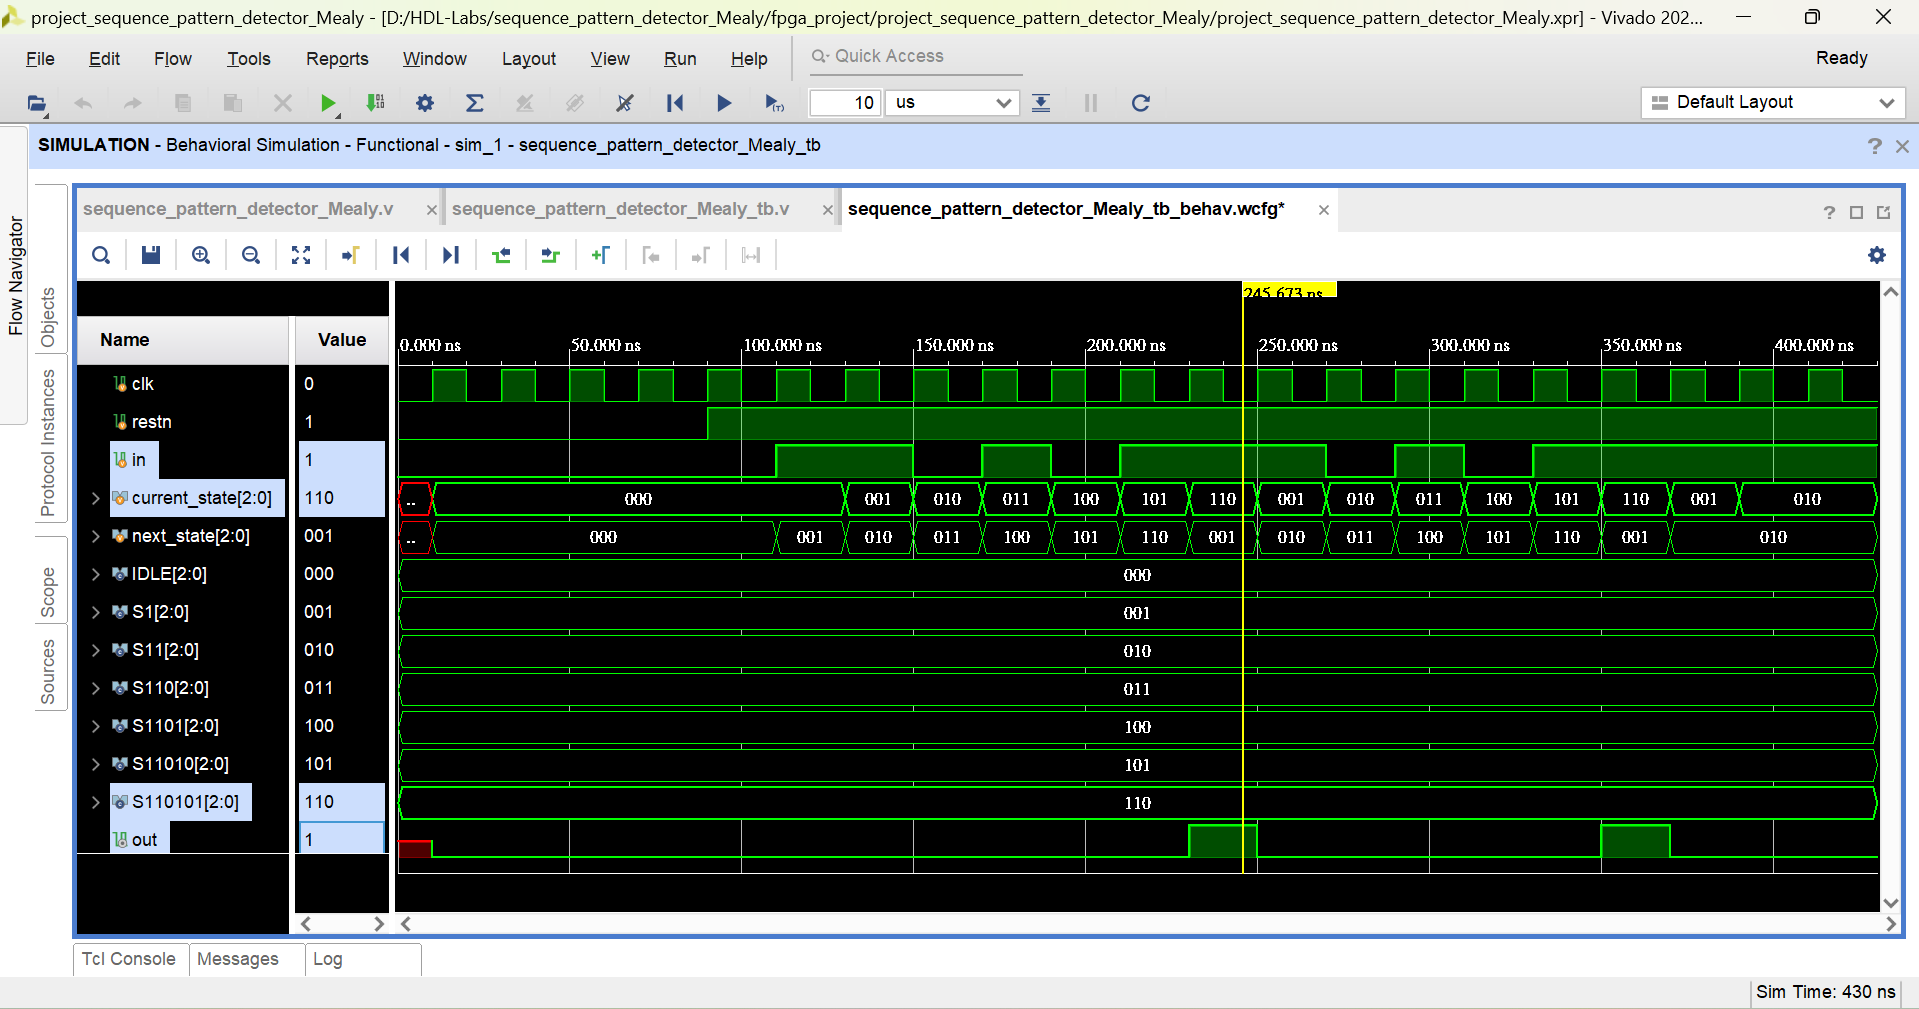 project_sequence_pattern_detector_Mealy - [D:/HDL-Labs/sequence_pattern_detector_Mealy/fpga_project/project_sequence_pattern_detector_Mealy/project_sequence_pattern_detector_Mealy.xpr] - Vivado 202...
File Edit Flow Tools Reports Window Layout View Run Help Quick Access Ready
10 us Default Layout
SIMULATION - Behavioral Simulation - Functional - sim_1 - sequence_pattern_detector_Mealy_tb
Flow Navigator
Objects
Protocol Instances
Scope
Sources
sequence_pattern_detector_Mealy.v sequence_pattern_detector_Mealy_tb.v sequence_pattern_detector_Mealy_tb_behav.wcfg*
245.673 ns
Name Value 0.000 ns 50.000 ns 100.000 ns 150.000 ns 200.000 ns 250.000 ns 300.000 ns 350.000 ns 400.000 ns
clk 0
restn 1
in 1
current_state[2:0] 110 .. 000 001 010 011 100 101 110 001 010 011 100 101 110 001 010
next_state[2:0] 001 .. 000 001 010 011 100 101 110 001 010 011 100 101 110 001 010
IDLE[2:0] 000 000
S1[2:0] 001 001
S11[2:0] 010 010
S110[2:0] 011 011
S1101[2:0] 100 100
S11010[2:0] 101 101
S110101[2:0] 110 110
out 1
Tcl Console Messages Log
Sim Time: 430 ns